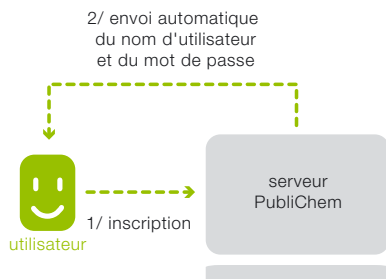 2/ envoi automatique
du nom d'utilisateur
et du mot de passe
serveur
PubliChem
1/ inscription
utilisateur